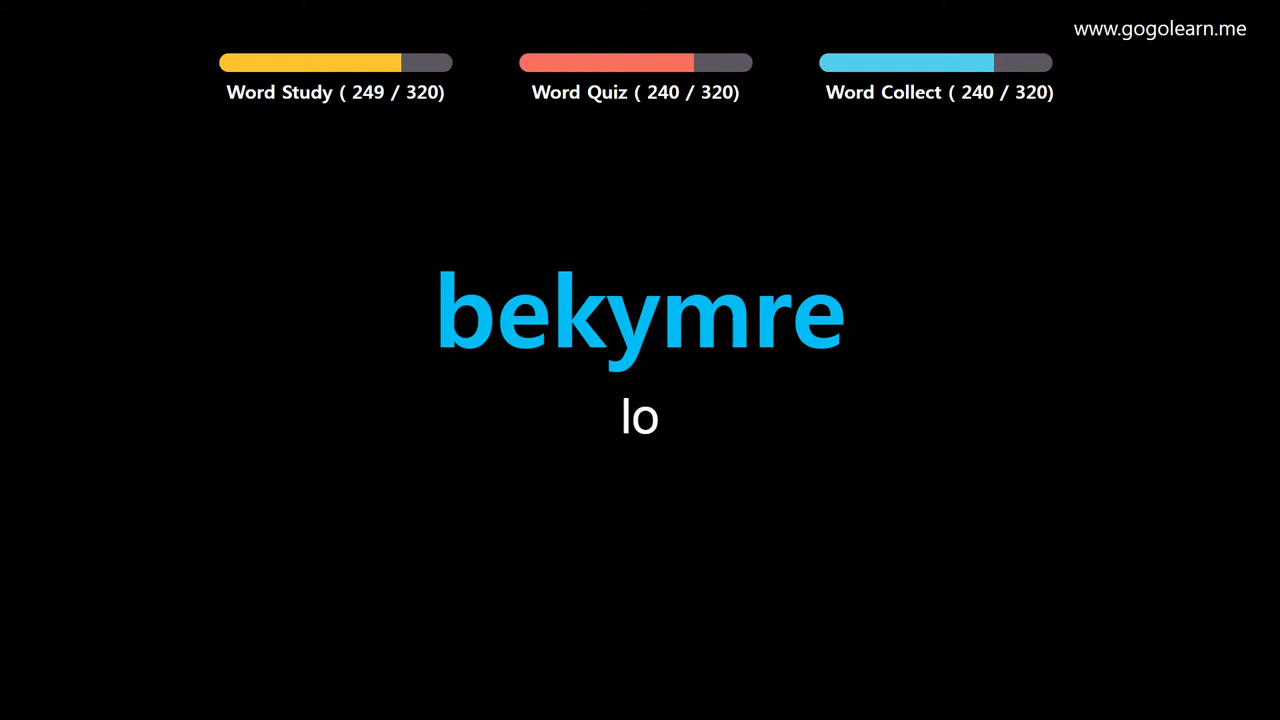 www.gogolearn.me
Word Study ( 249 / 320)
Word Quiz ( 240 / 320)
Word Collect ( 240 / 320)
bekymre
lo